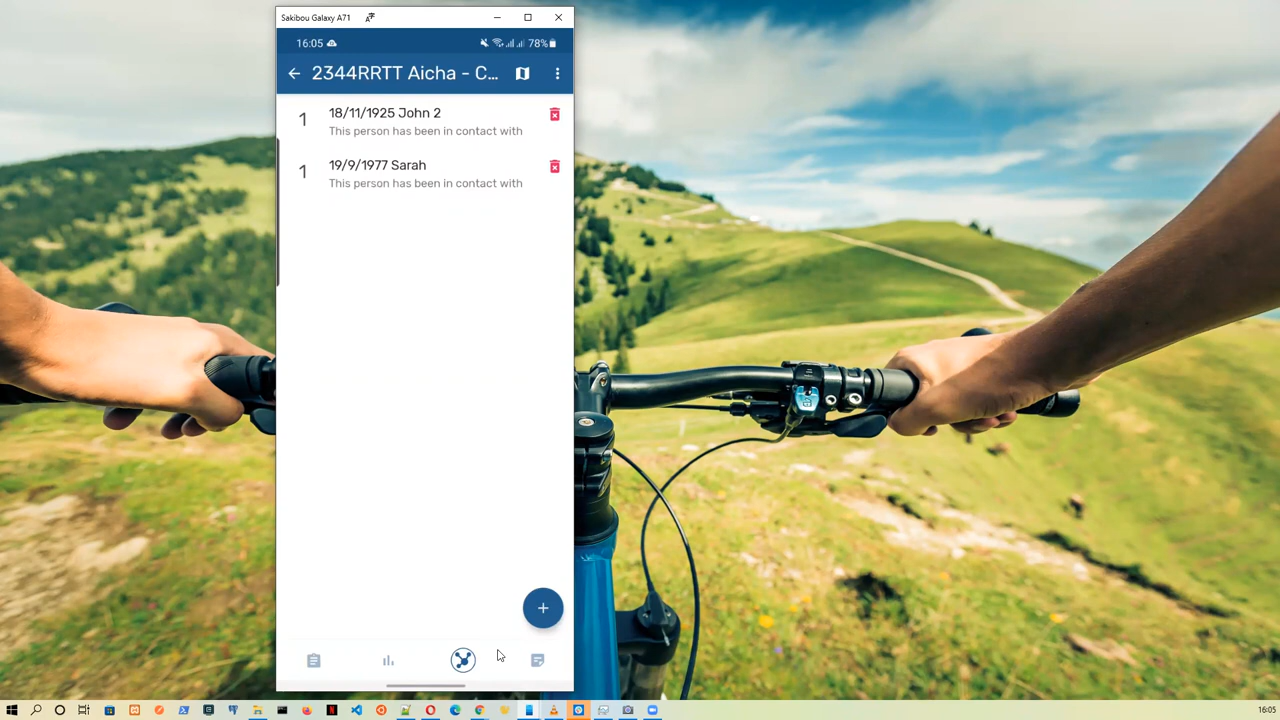 Sakibou Galaxy A71
16:05
78%
2344RRTT Aicha - C...
1
18/11/1925 John 2
This person has been in contact with
1
19/9/1977 Sarah
This person has been in contact with
16:05